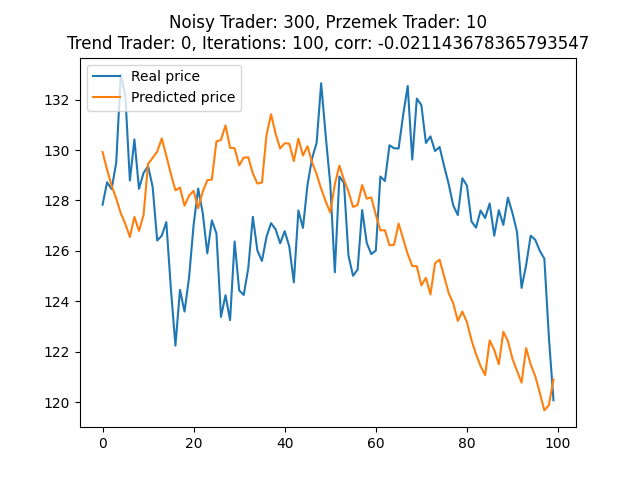 Noisy Trader: 300, Przemek Trader: 10
Trend Trader: 0, Iterations: 100, corr: -0.021143678365793547
Real price
Predicted price
132
130
128
126
124
122
120
0 20 40 60 80 100